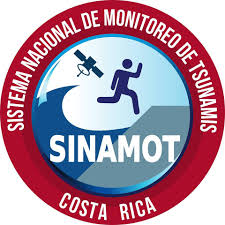 SISTEMA NACIONAL DE MONITOREO DE TSUNAMIS
SINAMOT
COSTA RICA